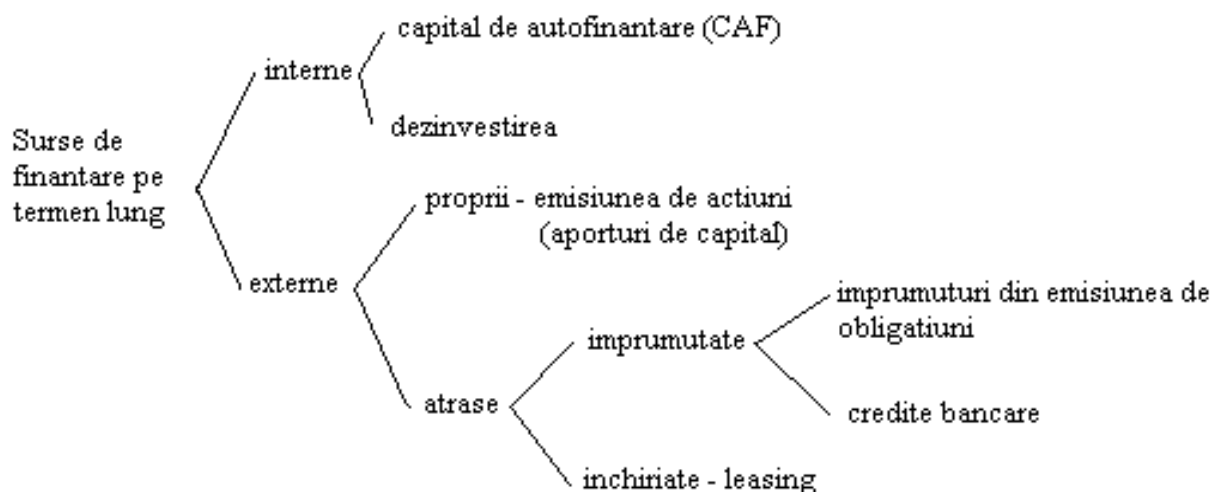 capital de autofinantare (CAF)
interne
dezinvestirea
Surse de
finantare pe
termen lung
proprii - emisiunea de actiuni
(aporturi de capital)
externe
imprumuturi din emisiunea de
obligatiuni
imprumutate
atrase
credite bancare
inchiriate - leasing